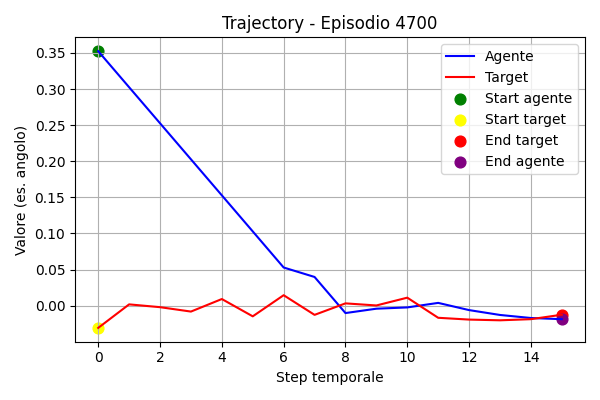 Trajectory - Episodio 4700
Valore (es. angolo)
0.35
0.30
0.25
0.20
0.15
0.10
0.05
0.00
Agente
Target
Start agente
Start target
End target
End agente
0 2 4 6 8 10 12 14
Step temporale